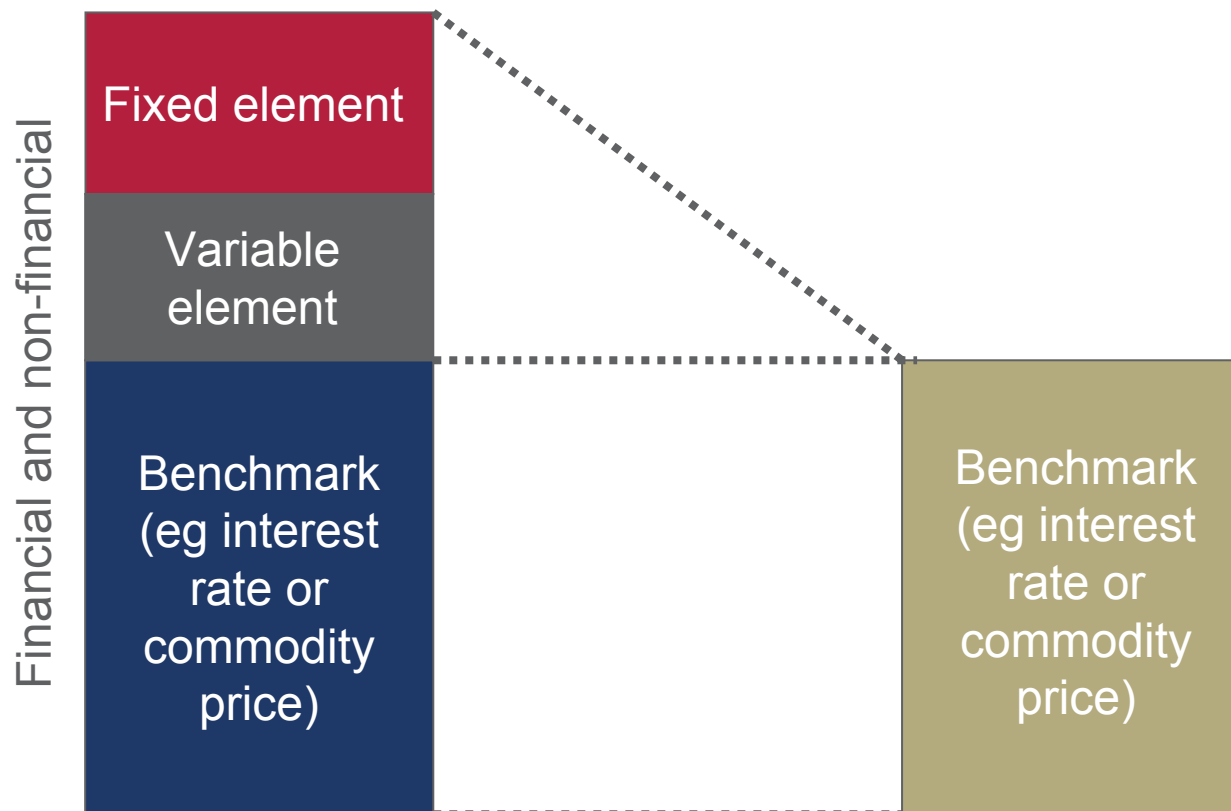 Financial and non-financial
Fixed element
Variable
element
Benchmark
(eg interest
rate or
commodity
price)
Benchmark
(eg interest
rate or
commodity
price)